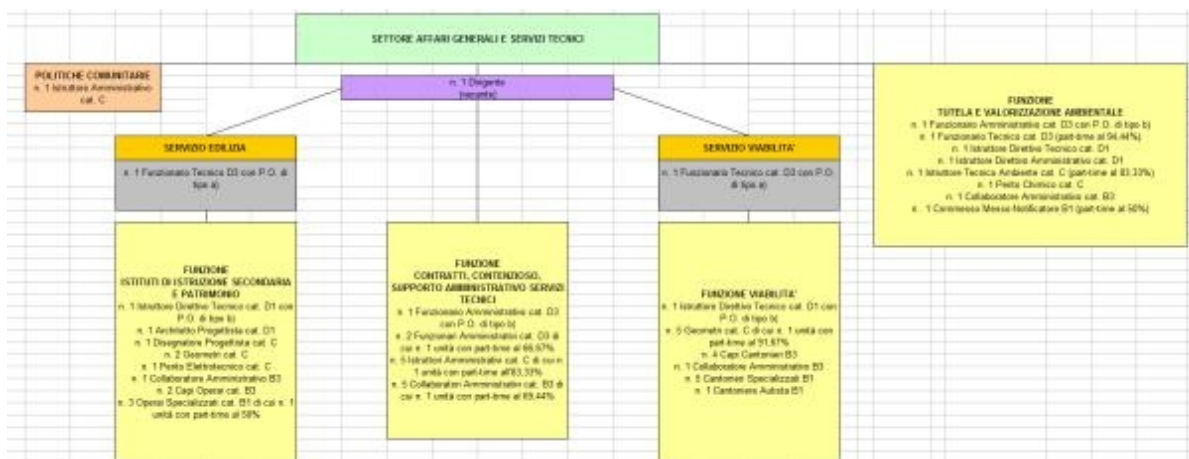 SETTORE AFFARI GENERALI E SERVIZI TECNICI
POLITICHE COMUNITARIE
n. 1 Istruttore Amministrativo
cat. C
n. 1 Dirigente
(vacante)
SERVIZIO EDILIZIA
n. 1 Funzionario Tecnico D3 con P.O. di
tipo a)
SERVIZIO VIABILITA'
n. 1 Funzionario Tecnico cat. D3 con P.O.
di tipo a)
FUNZIONE
TUTELA E VALORIZZAZIONE AMBIENTALE
n. 1 Funzionario Amministrativo cat. D3 con P.O. di tipo b)
n. 1 Funzionario Tecnico cat. D3 (part-time al 94,44%)
n. 1 Istruttore Direttivo Tecnico cat. D1
n. 1 Istruttore Direttivo Amministrativo cat. D1
n. 1 Istruttore Tecnico Ambiente cat. C (part-time al 83,33%)
n. 1 Perito Chimico cat. C
n. 1 Collaboratore Amministrativo cat. B3
n. 1 Commesso Messo-Notificatore B1 (part-time al 50%)
FUNZIONE
ISTITUTI DI ISTRUZIONE SECONDARIA
E PATRIMONIO
n. 1 Istruttore Direttivo Tecnico cat. D1 con
P.O. di tipo b)
n. 1 Architetto Progettista cat. D1
n. 1 Disegnatore Progettista cat. C
n. 2 Geometri cat. C
n. 1 Perito Elettrotecnico cat. C
n. 1 Collaboratore Amministrativo B3
n. 2 Capi Operai cat. B3
n. 3 Operai Specializzati cat. B1 di cui n. 1
unità con part-time al 50%
FUNZIONE
CONTRATTI, CONTENZIOSO,
SUPPORTO AMMINISTRATIVO SERVIZI
TECNICI
n. 1 Funzionario Amministrativo cat. D3
con P.O. di tipo b)
n. 2 Funzionari Amministrativi cat. D3 di
cui n. 1 unità con part-time al 66,67%
n. 5 Istruttori Amministrativi cat. C di cui n.
1 unità con part-time all'83,33%
n. 5 Collaboratori Amministrativi cat. B3 di
cui n. 1 unità con part-time al 69,44%
FUNZIONE VIABILITA'
n. 1 Istruttore Direttivo Tecnico cat. D1 con
P.O. di tipo b)
n. 5 Geometri cat. C di cui n. 1 unità con
part-time al 91,67%
n. 4 Capi Cantonieri B3
n. 1 Collaboratore Amministrativo B3
n. 5 Cantonieri Specializzati B1
n. 1 Cantoniere Autista B1